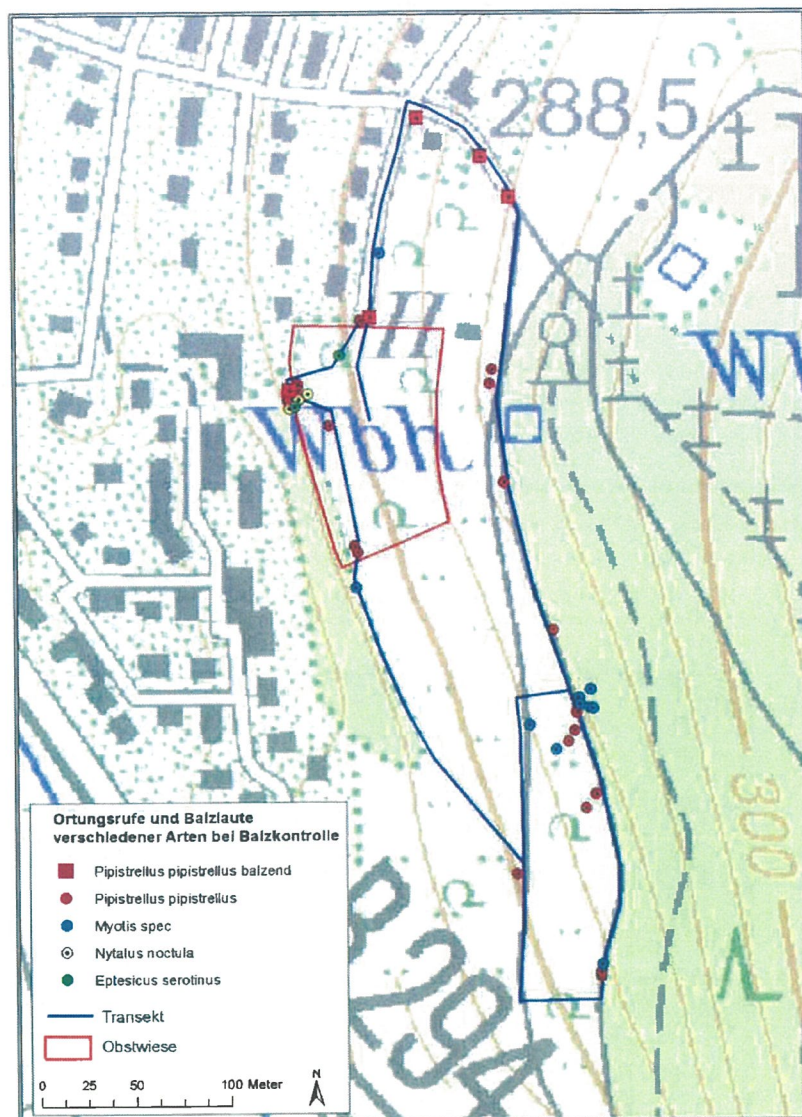 288,5
H
Wbh
W
300
B 294
Ortungsrufe und Balzlaute
verschiedener Arten bei Balzkontrolle
Pipistrellus pipistrellus balzend
Pipistrellus pipistrellus
Myotis spec
Nytalus noctula
Eptesicus serotinus
Transekt
Obstwiese
N
0 25 50 100 Meter